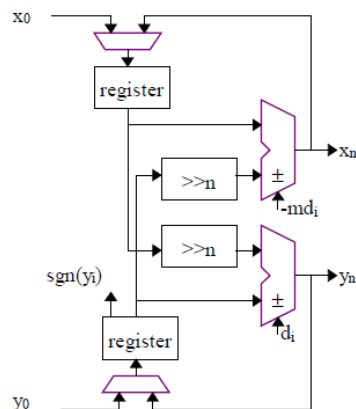 x₀
register
>>n
xₙ
±
-mdᵢ
>>n
sgn(yᵢ)
yₙ
±
register
dᵢ
y₀